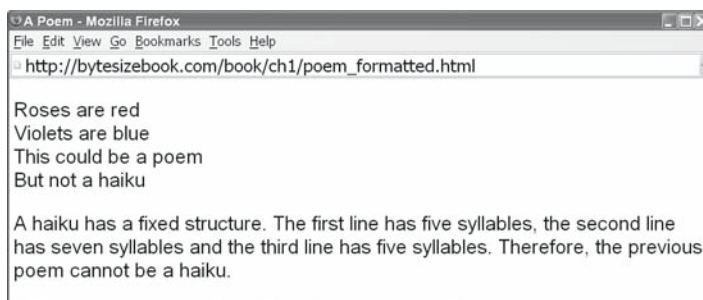 A Poem - Mozilla Firefox
File Edit View Go Bookmarks Tools Help
http://bytesizebook.com/book/ch1/poem_formatted.html
Roses are red
Violets are blue
This could be a poem
But not a haiku
A haiku has a fixed structure. The first line has five syllables, the second line
has seven syllables and the third line has five syllables. Therefore, the previous
poem cannot be a haiku.